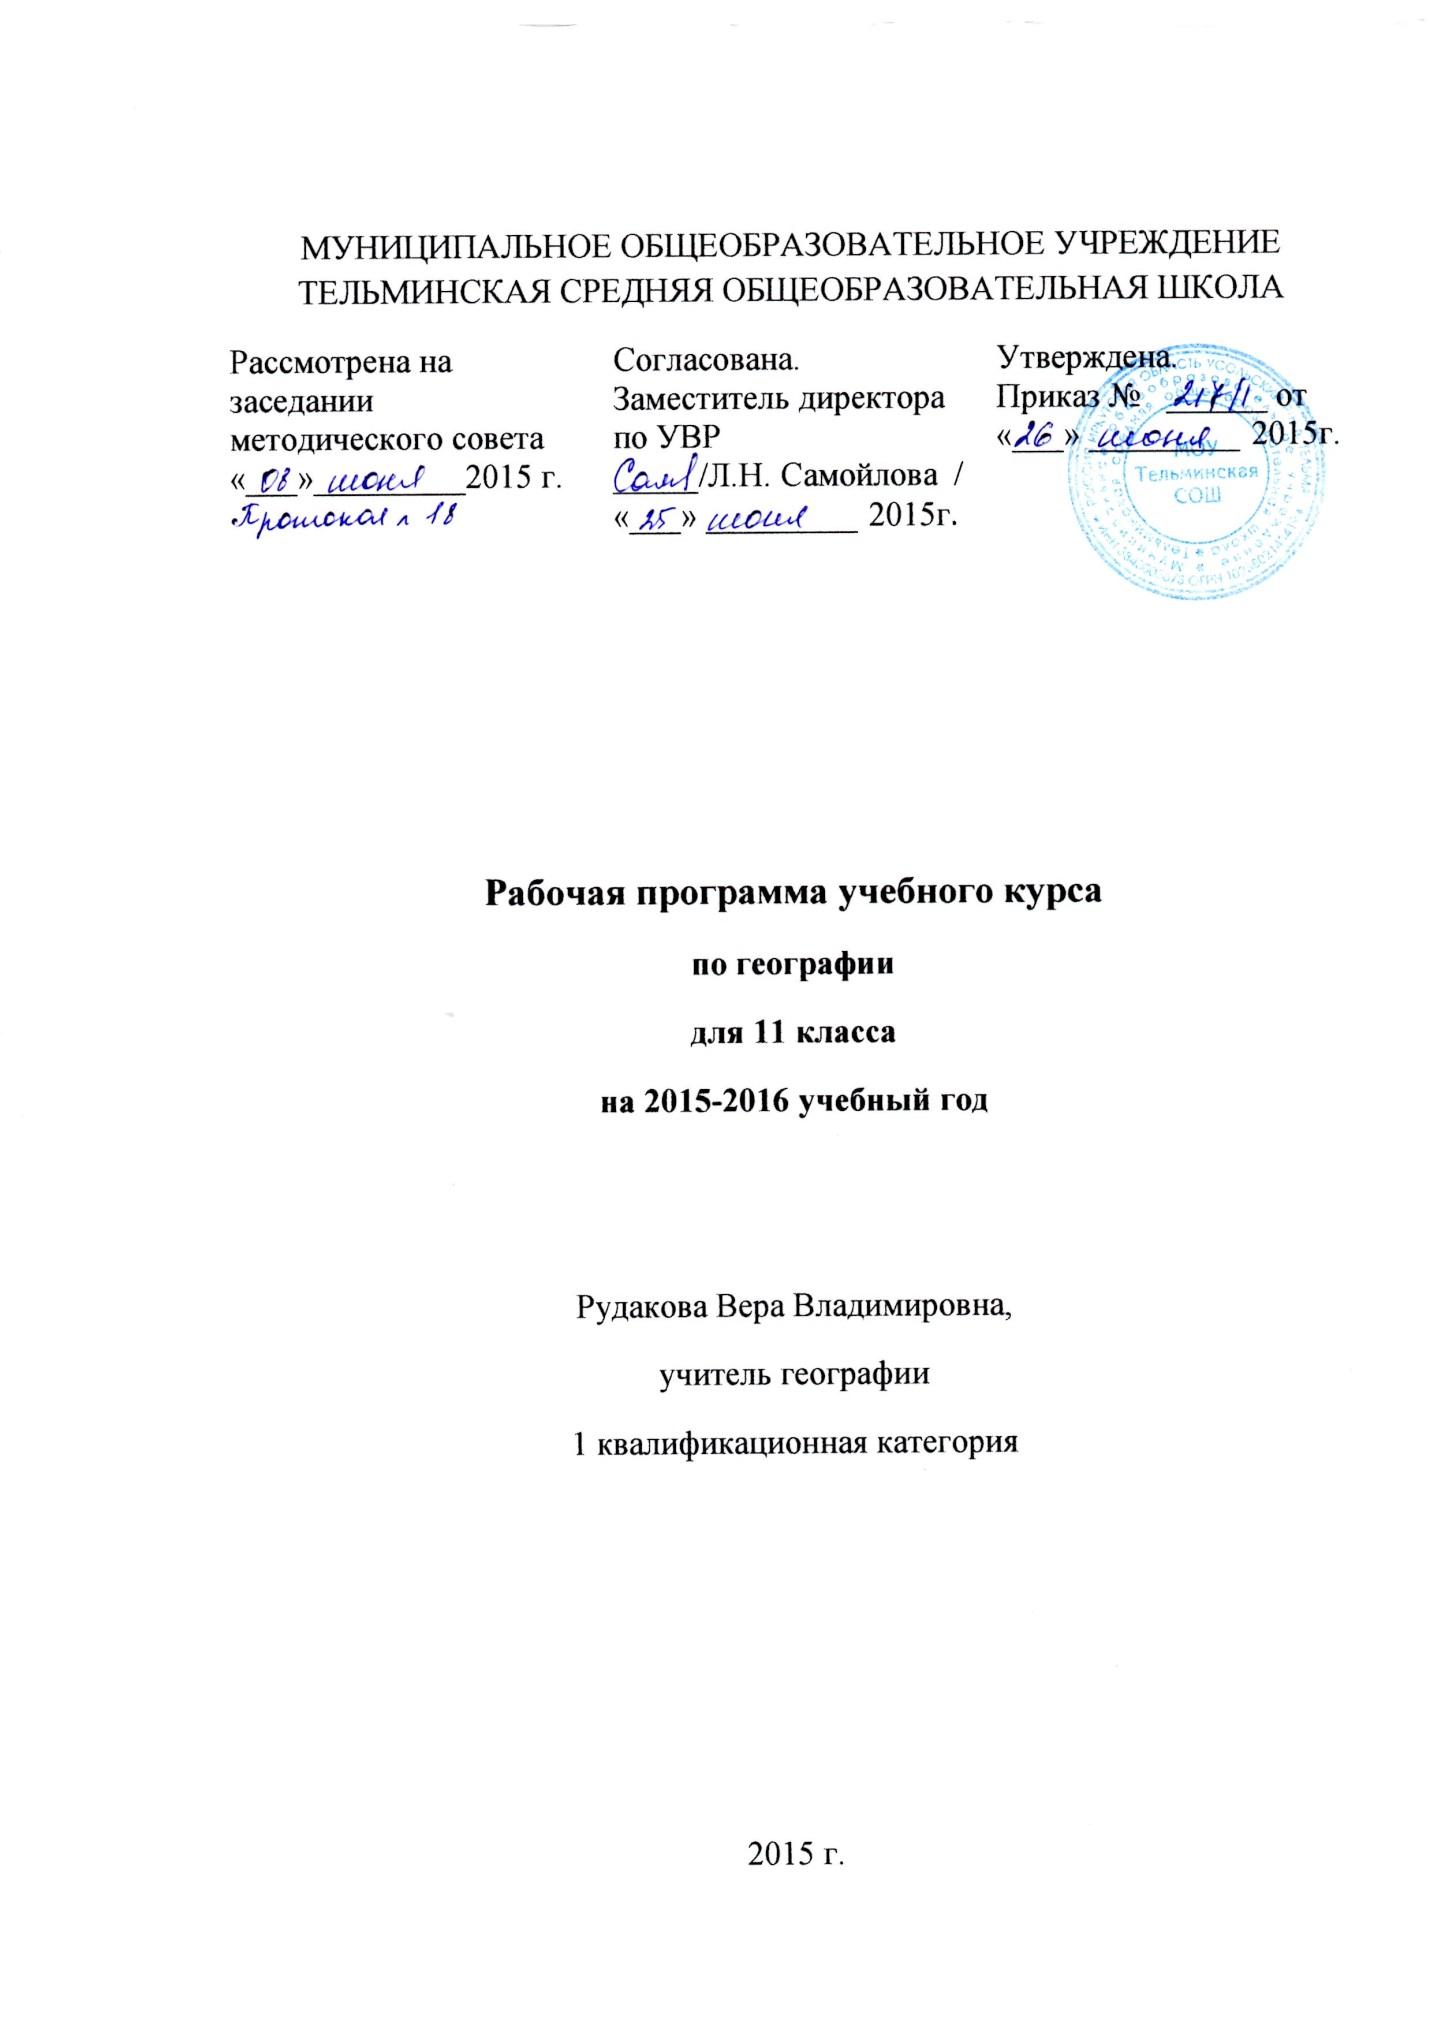 МУНИЦИПАЛЬНОЕ ОБЩЕОБРАЗОВАТЕЛЬНОЕ УЧРЕЖДЕНИЕ
ТЕЛЬМИНСКАЯ СРЕДНЯЯ ОБЩЕОБРАЗОВАТЕЛЬНАЯ ШКОЛА
Рассмотрена на
заседании
методического совета
«08» июня 2015 г.
Согласована.
Заместитель директора
по УВР
/Л.Н. Самойлова /
«25» июня 2015г.
Утверждена.
Приказ № 217/1 от
«26» июня 2015г.
МОУ
Тельминская
СОШ
Рабочая программа учебного курса
по географии
для 11 класса
на 2015-2016 учебный год
Рудакова Вера Владимировна,
учитель географии
1 квалификационная категория
2015 г.